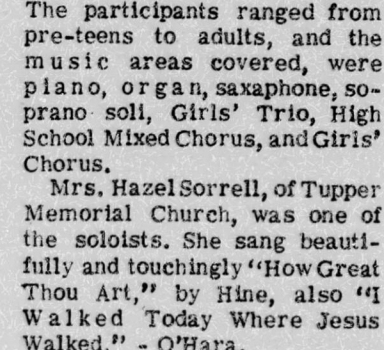 The participants ranged from
pre-teens to adults, and the
music areas covered, were
piano, organ, saxaphone, so-
prano soli, Girls' Trio, High
School Mixed Chorus, and Girls'
Chorus.
Mrs. Hazel Sorrell, of Tupper
Memorial Church, was one of
the soloists. She sang beauti-
fully and touchingly "How Great
Thou Art," by Hine, also "I
Walked Today Where Jesus
Walked." - O'Hara.